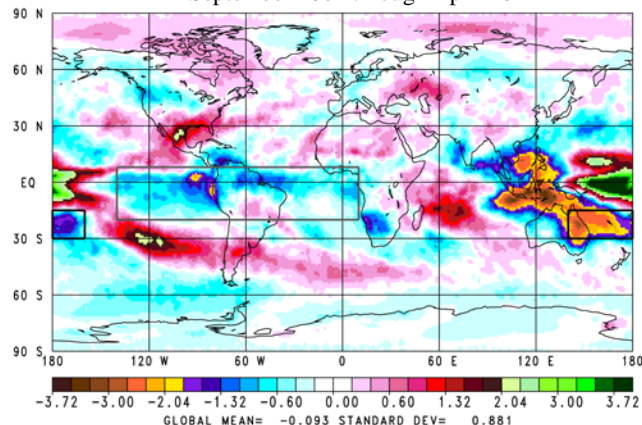 90 N
60 N
30 N
EQ
30 S
60 S
90 S
180 120 W 60 W 0 60 E 120 E 180
-3.72 -3.00 -2.04 -1.32 -0.60 0.00 0.60 1.32 2.04 3.00 3.72
GLOBAL MEAN= -0.093 STANDARD DEV= 0.881